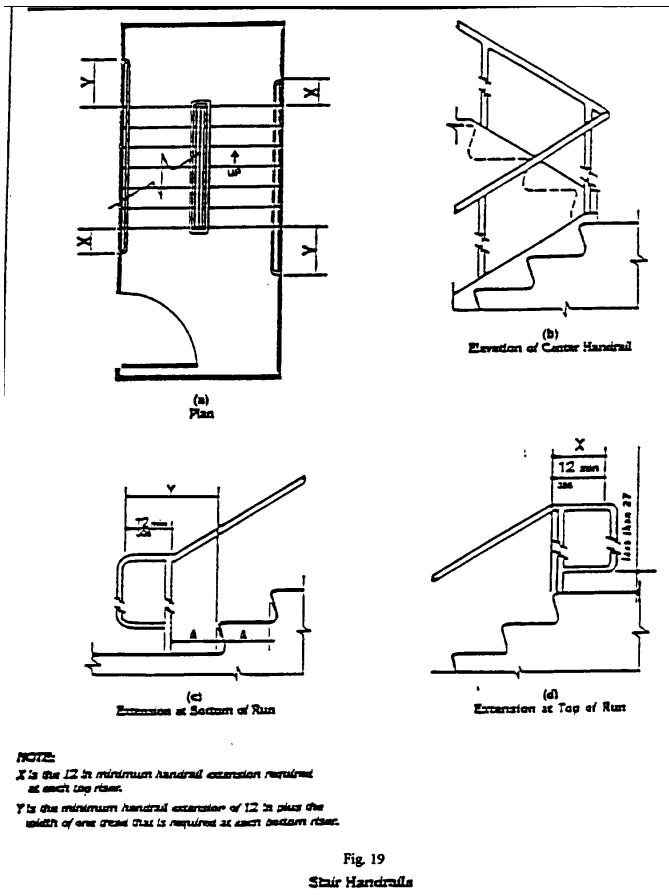 Y
X
UP
X
Y
(a)
Plan
(b)
Elevation of Center Handrail
Y
12 min
A A
(c)
Extension at Bottom of Run
X
12 min
less than 27
(d)
Extension at Top of Run
NOTE:
X is the 12 in minimum handrail extension required
at each top riser.
Y is the minimum handrail extension of 12 in plus the
width of one tread that is required at each bottom riser.
Fig. 19
Stair Handrails